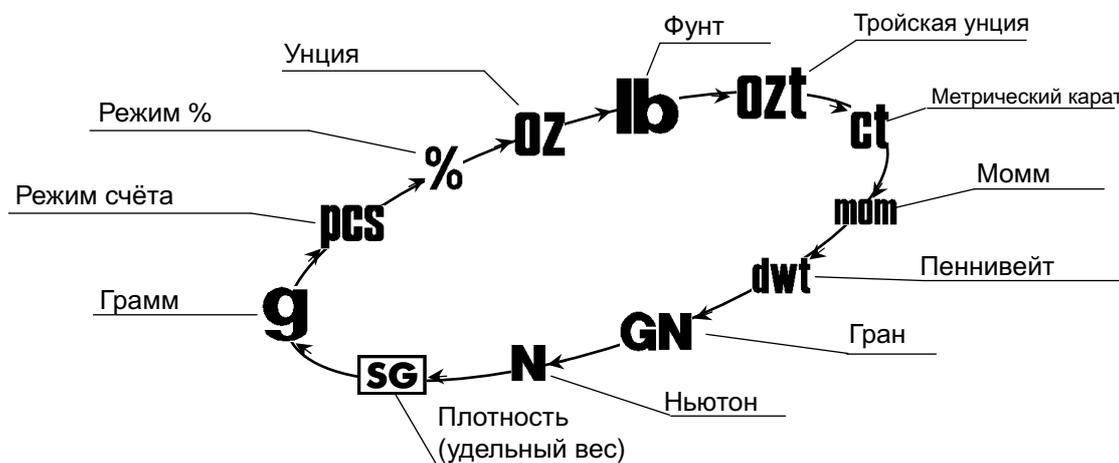 Тройская унция
Фунт
Унция
ozt
lb
Метрический карат
Режим %
oz
ct
%
Момм
Режим счёта
mom
pcs
Пеннивейт
dwt
Грамм
g
GN
Гран
N
SG
Ньютон
Плотность
(удельный вес)